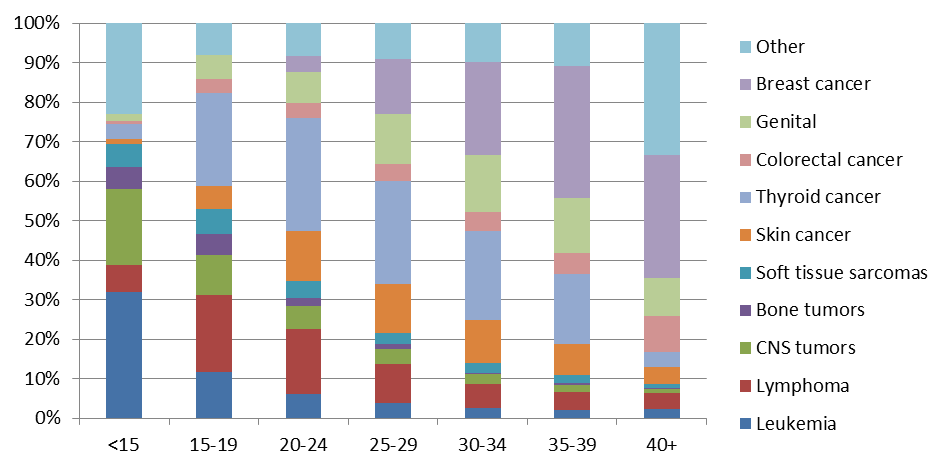 100%
90%
80%
70%
60%
50%
40%
30%
20%
10%
0%
<15 15-19 20-24 25-29 30-34 35-39 40+
Other
Breast cancer
Genital
Colorectal cancer
Thyroid cancer
Skin cancer
Soft tissue sarcomas
Bone tumors
CNS tumors
Lymphoma
Leukemia